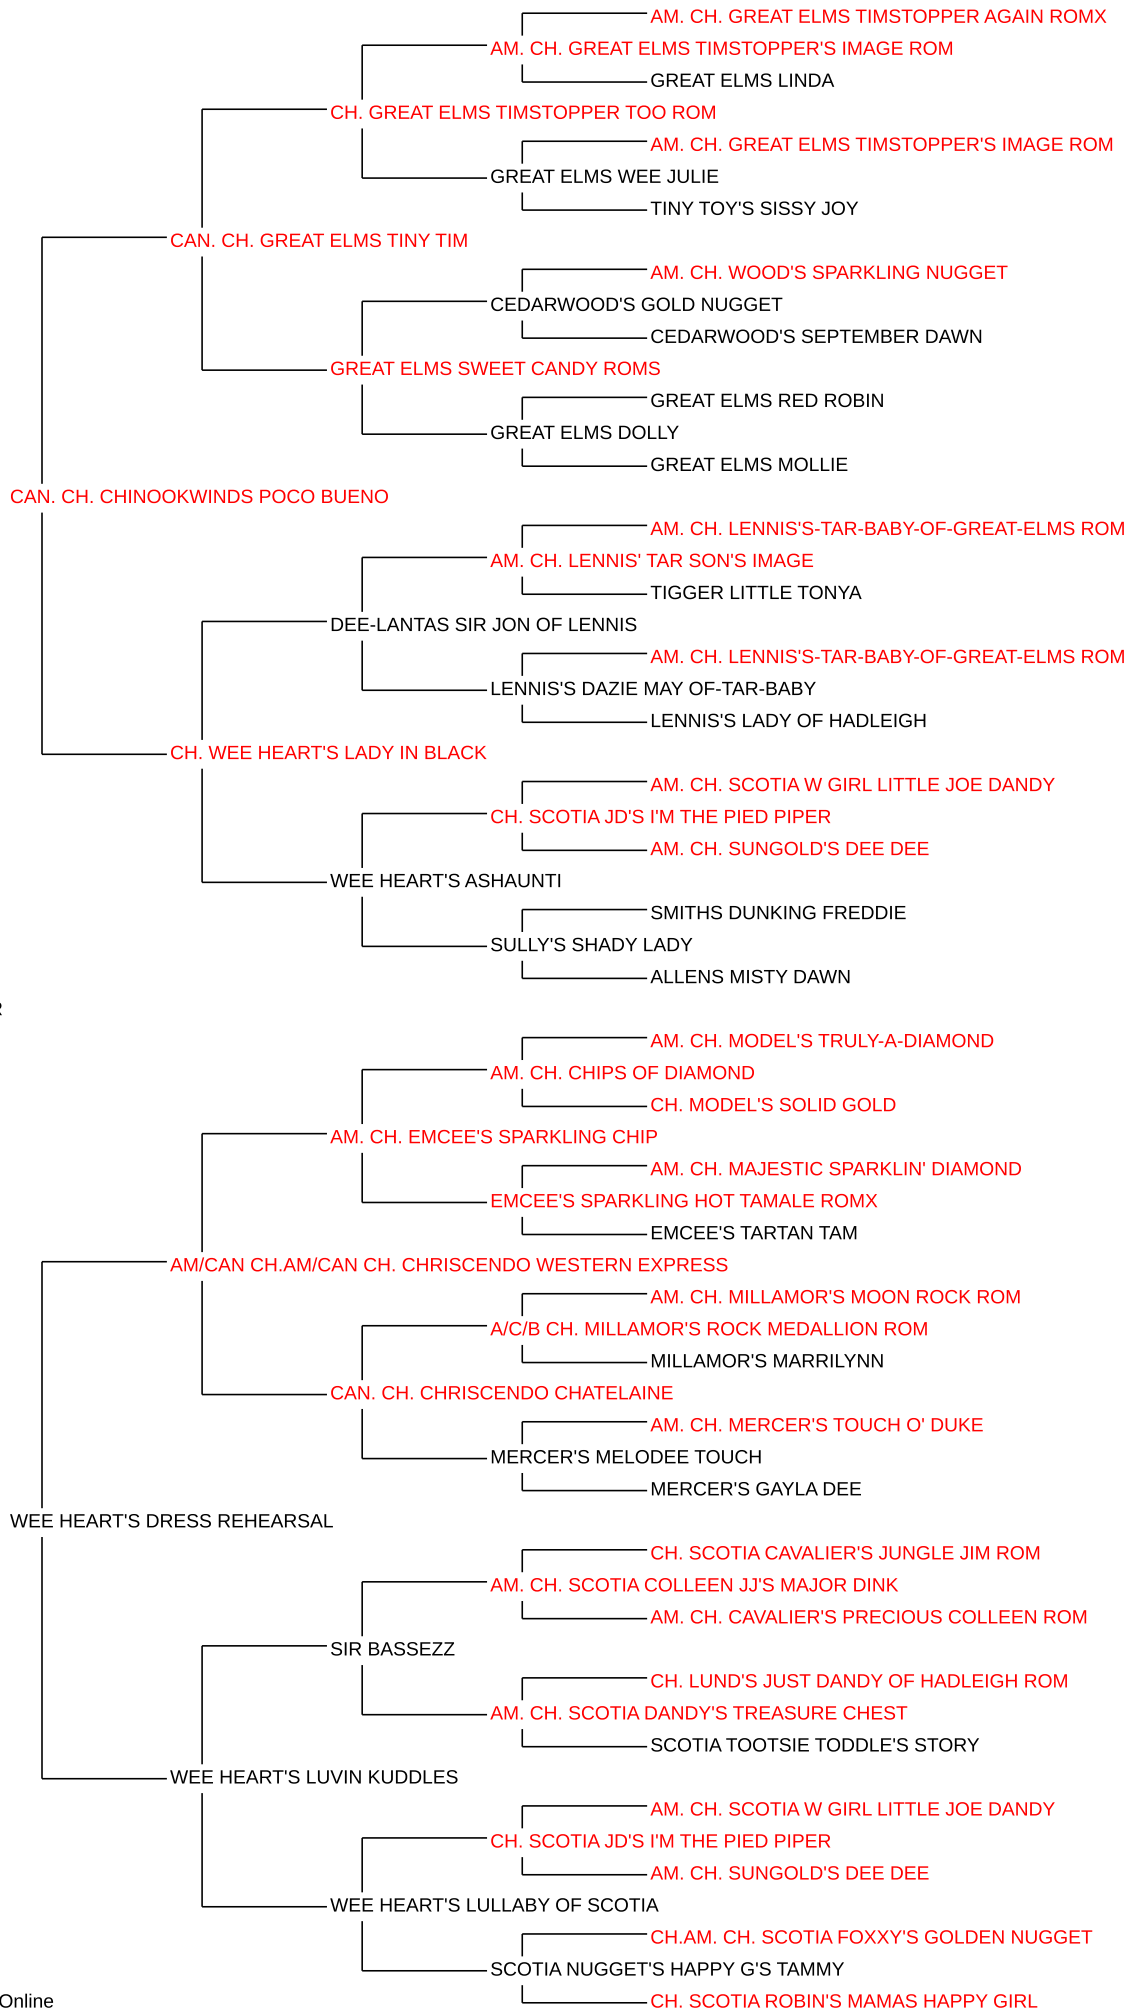 AM. CH. GREAT ELMS TIMSTOPPER AGAIN ROMX
AM. CH. GREAT ELMS TIMSTOPPER'S IMAGE ROM
GREAT ELMS LINDA
CH. GREAT ELMS TIMSTOPPER TOO ROM
AM. CH. GREAT ELMS TIMSTOPPER'S IMAGE ROM
GREAT ELMS WEE JULIE
TINY TOY'S SISSY JOY
CAN. CH. GREAT ELMS TINY TIM
AM. CH. WOOD'S SPARKLING NUGGET
CEDARWOOD'S GOLD NUGGET
CEDARWOOD'S SEPTEMBER DAWN
GREAT ELMS SWEET CANDY ROMS
GREAT ELMS RED ROBIN
GREAT ELMS DOLLY
GREAT ELMS MOLLIE
CAN. CH. CHINOOKWINDS POCO BUENO
AM. CH. LENNIS'S-TAR-BABY-OF-GREAT-ELMS ROM
AM. CH. LENNIS' TAR SON'S IMAGE
TIGGER LITTLE TONYA
DEE-LANTAS SIR JON OF LENNIS
AM. CH. LENNIS'S-TAR-BABY-OF-GREAT-ELMS ROM
LENNIS'S DAZIE MAY OF-TAR-BABY
LENNIS'S LADY OF HADLEIGH
CH. WEE HEART'S LADY IN BLACK
AM. CH. SCOTIA W GIRL LITTLE JOE DANDY
CH. SCOTIA JD'S I'M THE PIED PIPER
AM. CH. SUNGOLD'S DEE DEE
WEE HEART'S ASHAUNTI
SMITHS DUNKING FREDDIE
SULLY'S SHADY LADY
ALLENS MISTY DAWN
AM. CH. MODEL'S TRULY-A-DIAMOND
AM. CH. CHIPS OF DIAMOND
CH. MODEL'S SOLID GOLD
AM. CH. EMCEE'S SPARKLING CHIP
AM. CH. MAJESTIC SPARKLIN' DIAMOND
EMCEE'S SPARKLING HOT TAMALE ROMX
EMCEE'S TARTAN TAM
AM/CAN CH.AM/CAN CH. CHRISCENDO WESTERN EXPRESS
AM. CH. MILLAMOR'S MOON ROCK ROM
A/C/B CH. MILLAMOR'S ROCK MEDALLION ROM
MILLAMOR'S MARRILYNN
CAN. CH. CHRISCENDO CHATELAINE
AM. CH. MERCER'S TOUCH O' DUKE
MERCER'S MELODEE TOUCH
MERCER'S GAYLA DEE
WEE HEART'S DRESS REHEARSAL
CH. SCOTIA CAVALIER'S JUNGLE JIM ROM
AM. CH. SCOTIA COLLEEN JJ'S MAJOR DINK
AM. CH. CAVALIER'S PRECIOUS COLLEEN ROM
SIR BASSEZZ
CH. LUND'S JUST DANDY OF HADLEIGH ROM
AM. CH. SCOTIA DANDY'S TREASURE CHEST
SCOTIA TOOTSIE TODDLE'S STORY
WEE HEART'S LUVIN KUDDLES
AM. CH. SCOTIA W GIRL LITTLE JOE DANDY
CH. SCOTIA JD'S I'M THE PIED PIPER
AM. CH. SUNGOLD'S DEE DEE
WEE HEART'S LULLABY OF SCOTIA
CH.AM. CH. SCOTIA FOXXY'S GOLDEN NUGGET
SCOTIA NUGGET'S HAPPY G'S TAMMY
CH. SCOTIA ROBIN'S MAMAS HAPPY GIRL
Online